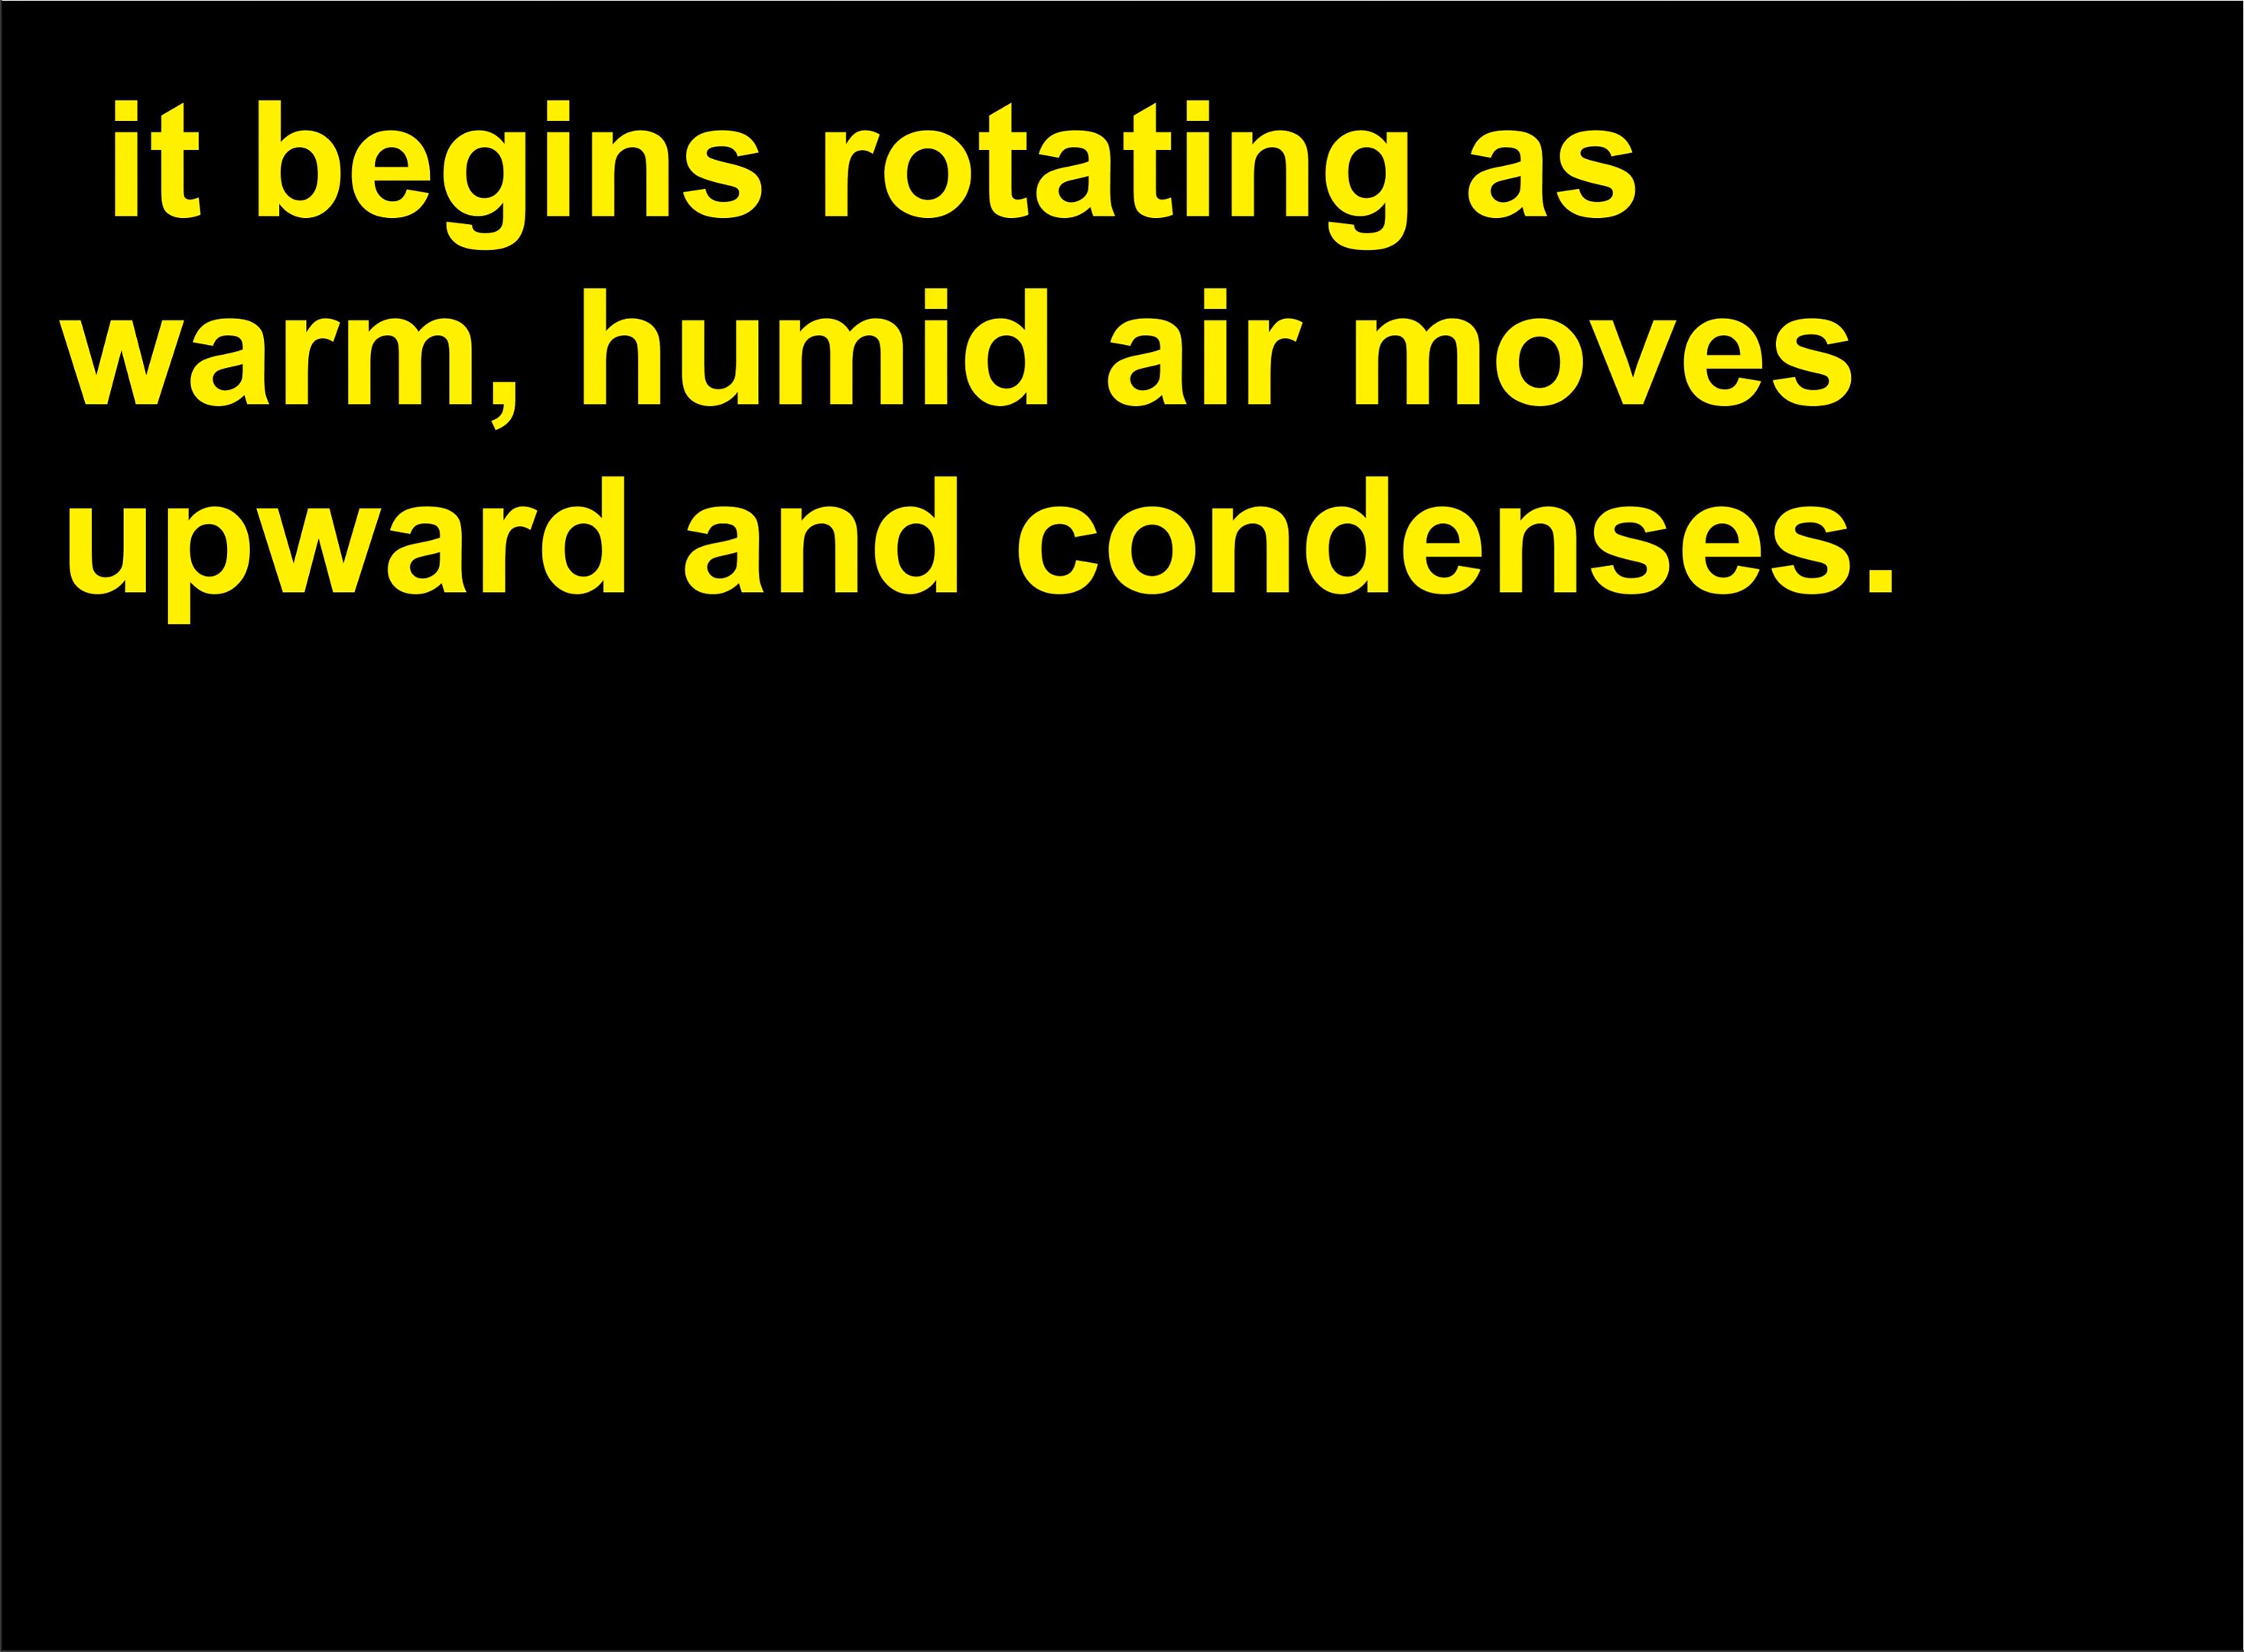 it begins rotating as
warm, humid air moves
upward and condenses.